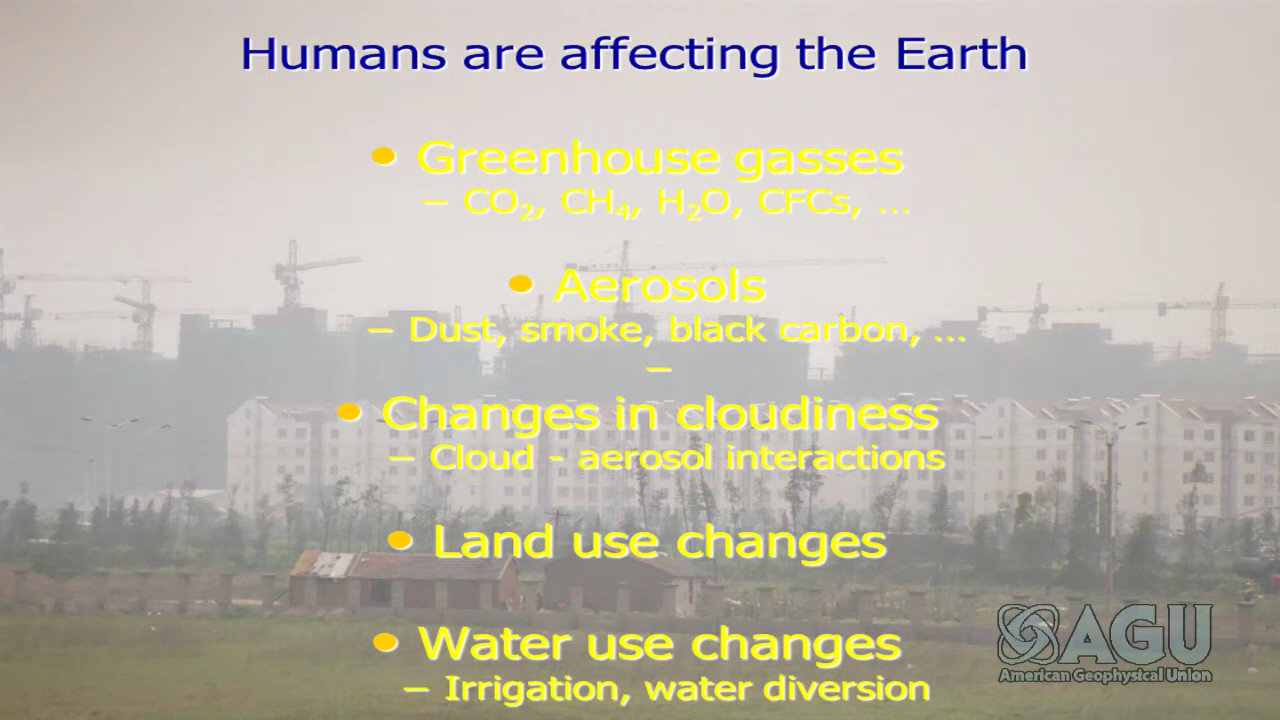 Humans are affecting the Earth
• Greenhouse gasses
– CO₂, CH₄, H₂O, CFCs, ...
• Aerosols
– Dust, smoke, black carbon, ...
–
• Changes in cloudiness
– Cloud - aerosol interactions
• Land use changes
• Water use changes
– Irrigation, water diversion
AGU
American Geophysical Union